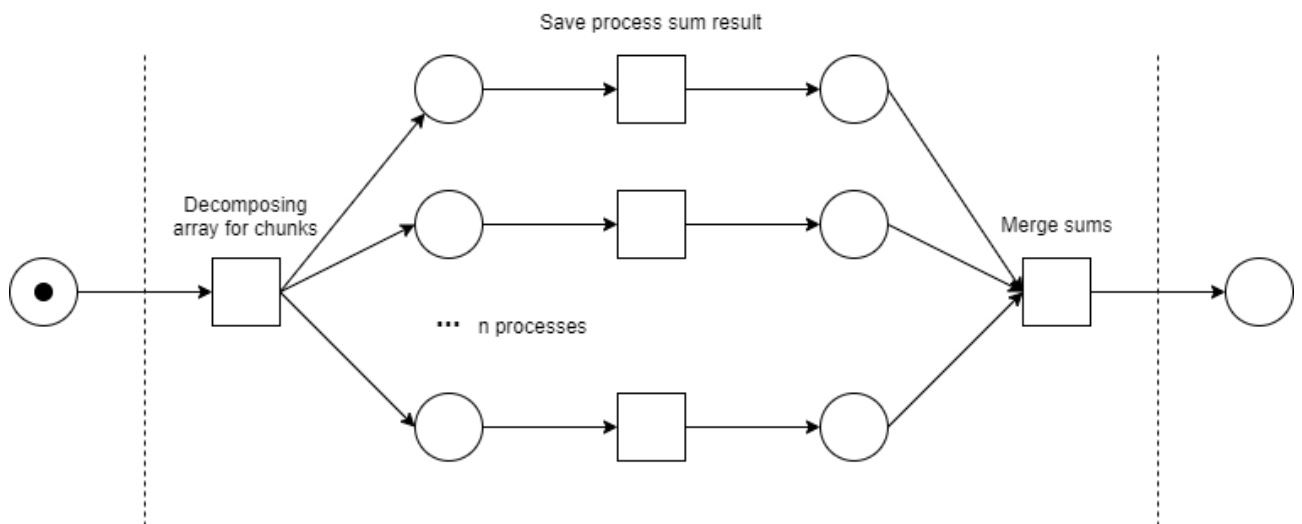 Save process sum result
Decomposing
array for chunks
Merge sums
... n processes